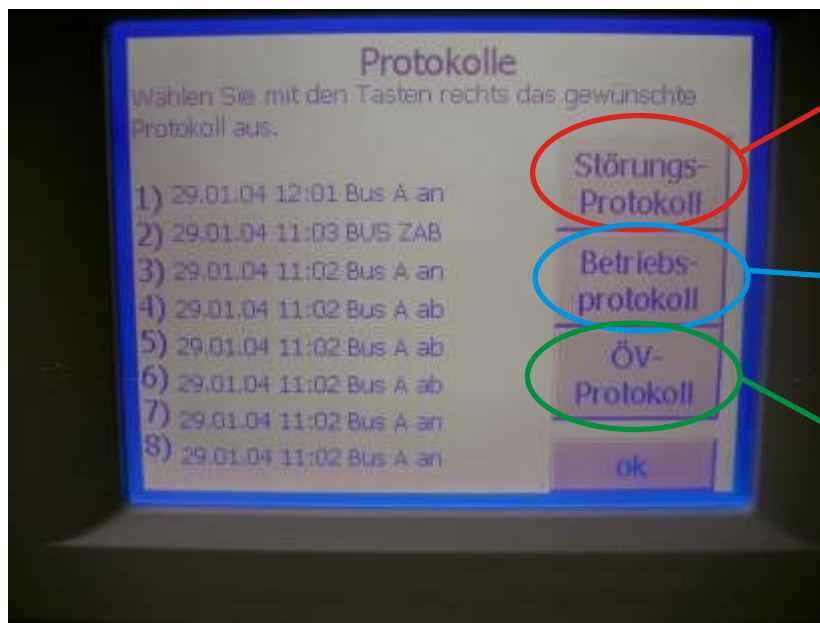 Protokolle
Wählen Sie mit den Tasten rechts das gewünschte
Protokoll aus.
1) 29.01.04 12:01 Bus A an
2) 29.01.04 11:03 BUS ZAB
3) 29.01.04 11:02 Bus A an
4) 29.01.04 11:02 Bus A ab
5) 29.01.04 11:02 Bus A ab
6) 29.01.04 11:02 Bus A ab
7) 29.01.04 11:02 Bus A an
8) 29.01.04 11:02 Bus A an
Störungs-
Protokoll
Betriebs-
protokoll
ÖV-
Protokoll
ok